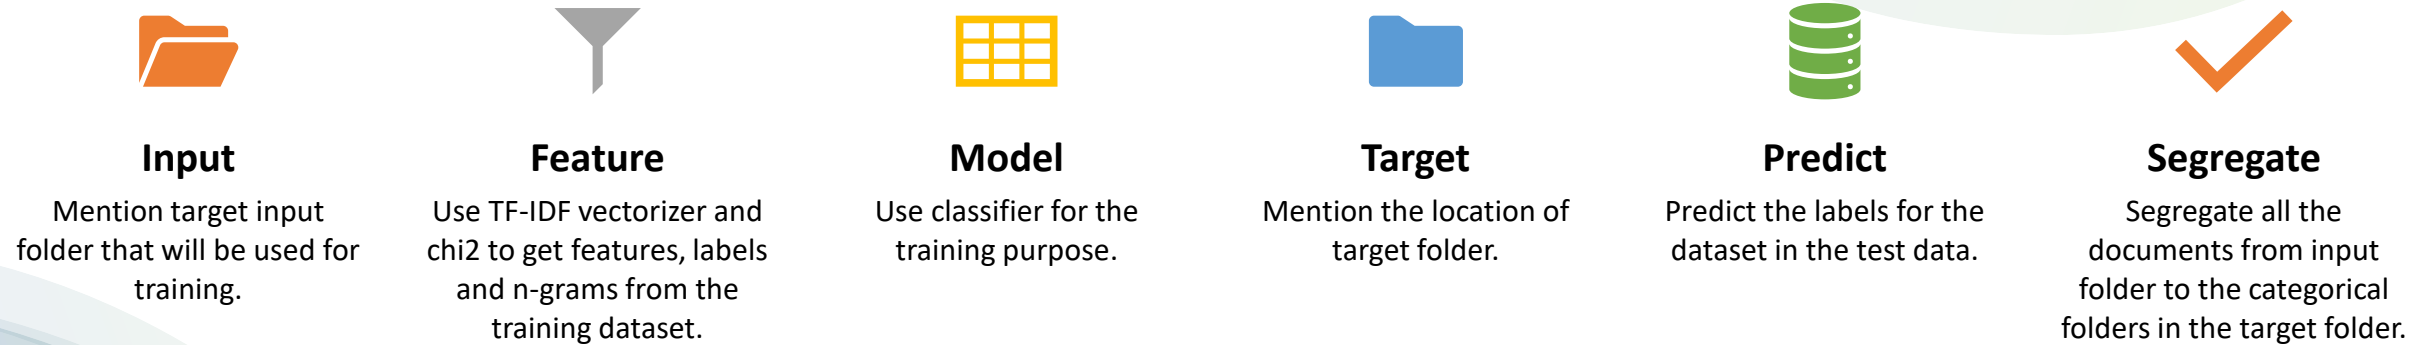 Input
Mention target input
folder that will be used for
training.
Feature
Use TF-IDF vectorizer and
chi2 to get features, labels
and n-grams from the
training dataset.
Model
Use classifier for the
training purpose.
Target
Mention the location of
target folder.
Predict
Predict the labels for the
dataset in the test data.
Segregate
Segregate all the
documents from input
folder to the categorical
folders in the target folder.